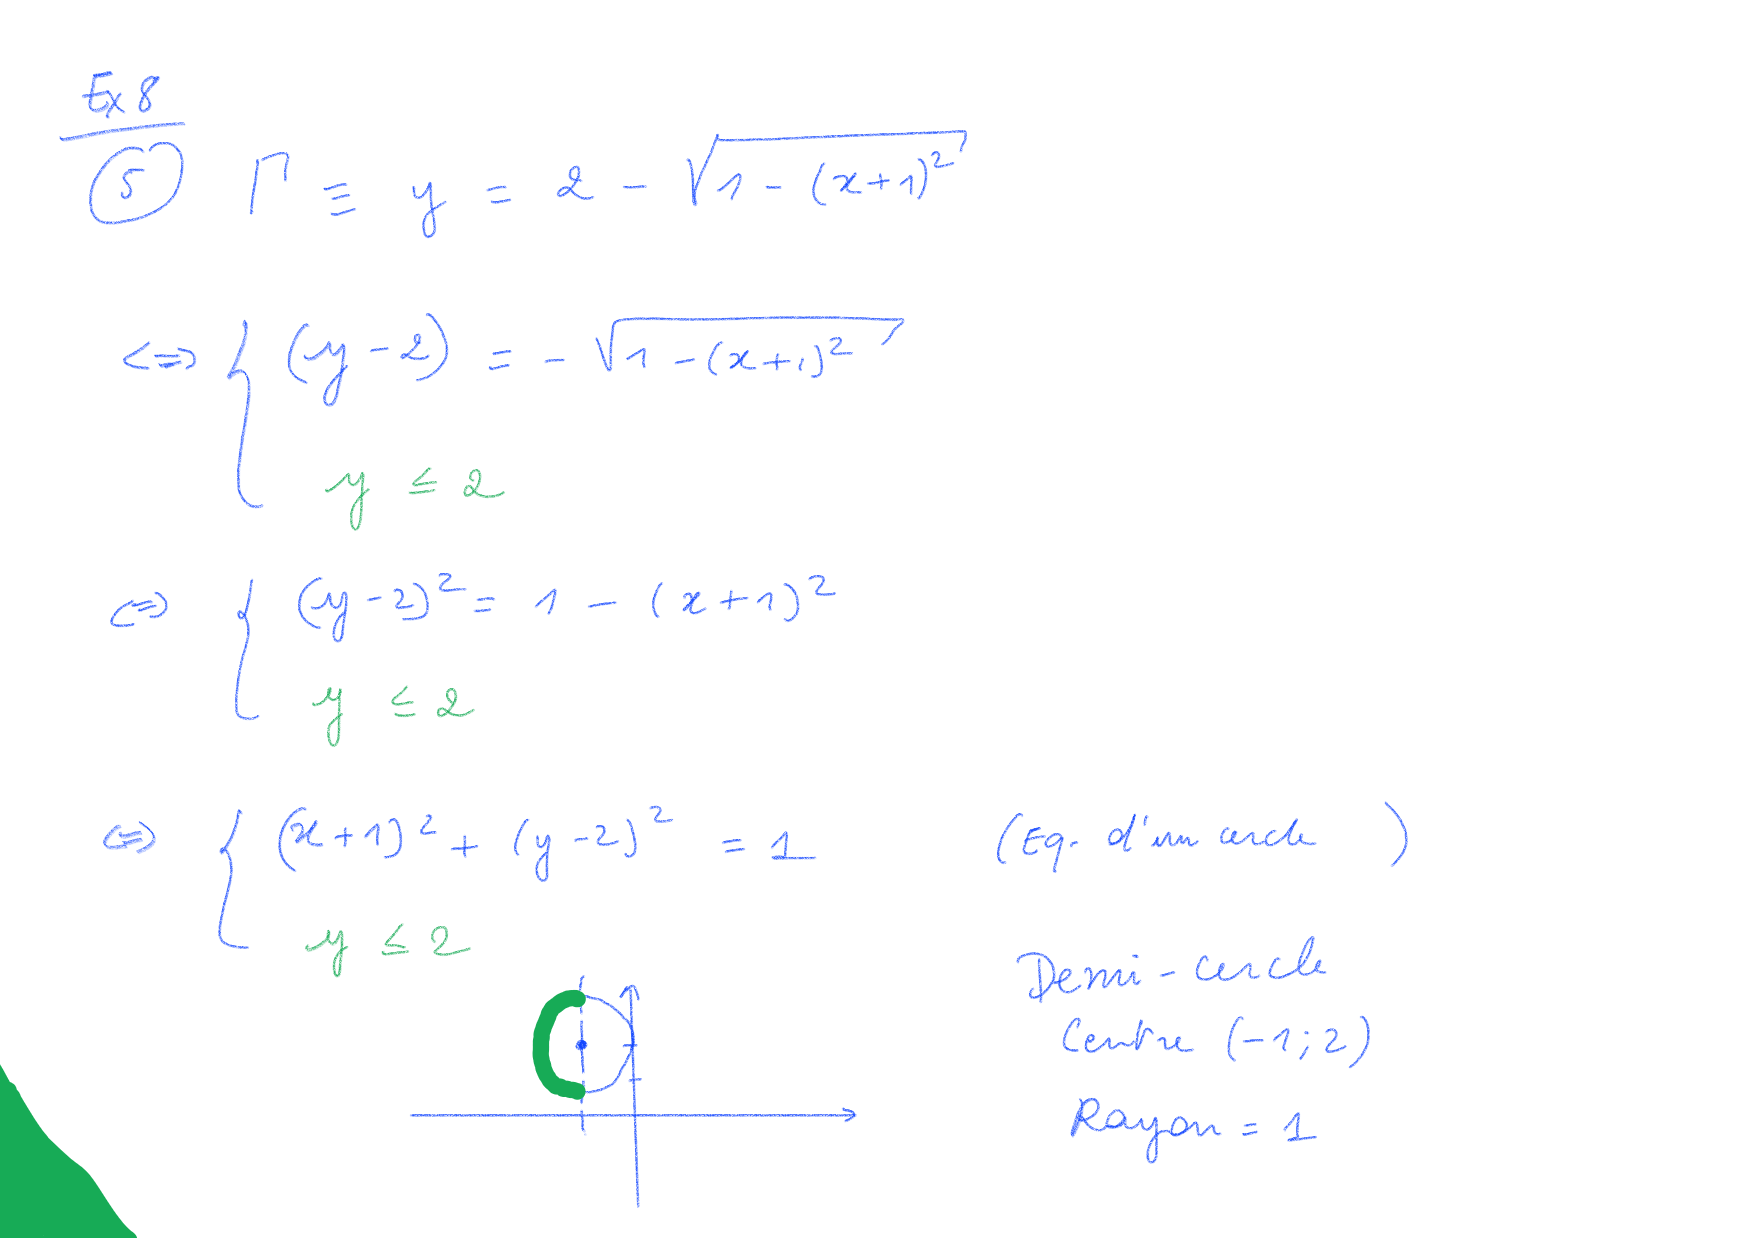 Ex 8
5 Γ ≡ y = 2 - √(1 - (x+1)²)
<=> { (y-2) = - √(1 - (x+1)²)
y ≤ 2
<=> { (y-2)² = 1 - (x+1)²
y ≤ 2
<=> { (x+1)² + (y-2)² = 1 (Eq. d'un cercle )
y ≤ 2
Demi-cercle
Centre (-1;2)
Rayon = 1